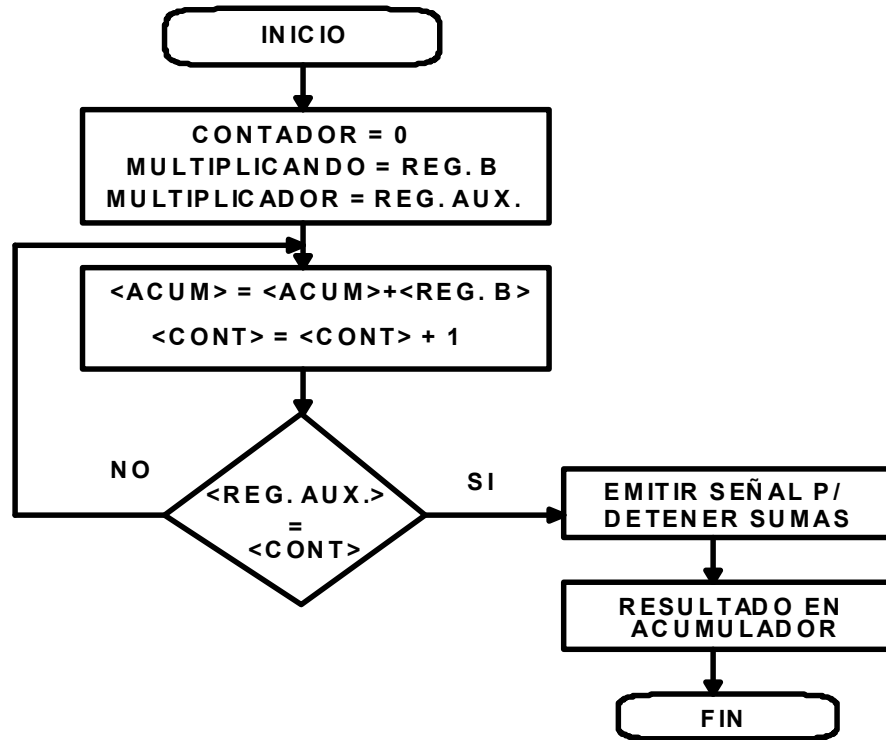 INICIO
CONTADOR = 0
MULTIPLICANDO = REG. B
MULTIPLICADOR = REG. AUX.
<ACUM> = <ACUM>+<REG. B>
<CONT> = <CONT> + 1
NO
<REG. AUX.>
=
<CONT>
SI
EMITIR SEÑAL P/
DETENER SUMAS
RESULTADO EN
ACUMULADOR
FIN